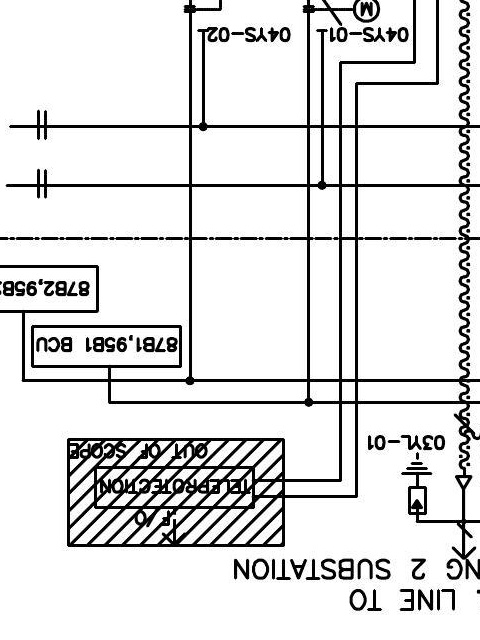 LINE TO
NG 2 SUBSTATION
F/O
TELEPROTECTION
OUT OF SCOPE
03YL-01
87B1,95B1 BCU
87B2,95B2
04YS-01
04YS-02
M